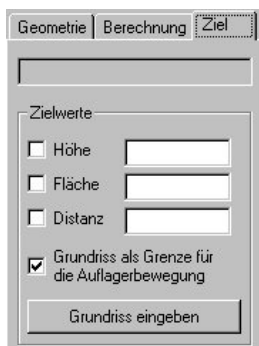 Geometrie Berechnung Ziel
Zielwerte
Höhe
Fläche
Distanz
Grundriss als Grenze für
die Auflagerbewegung
Grundriss eingeben